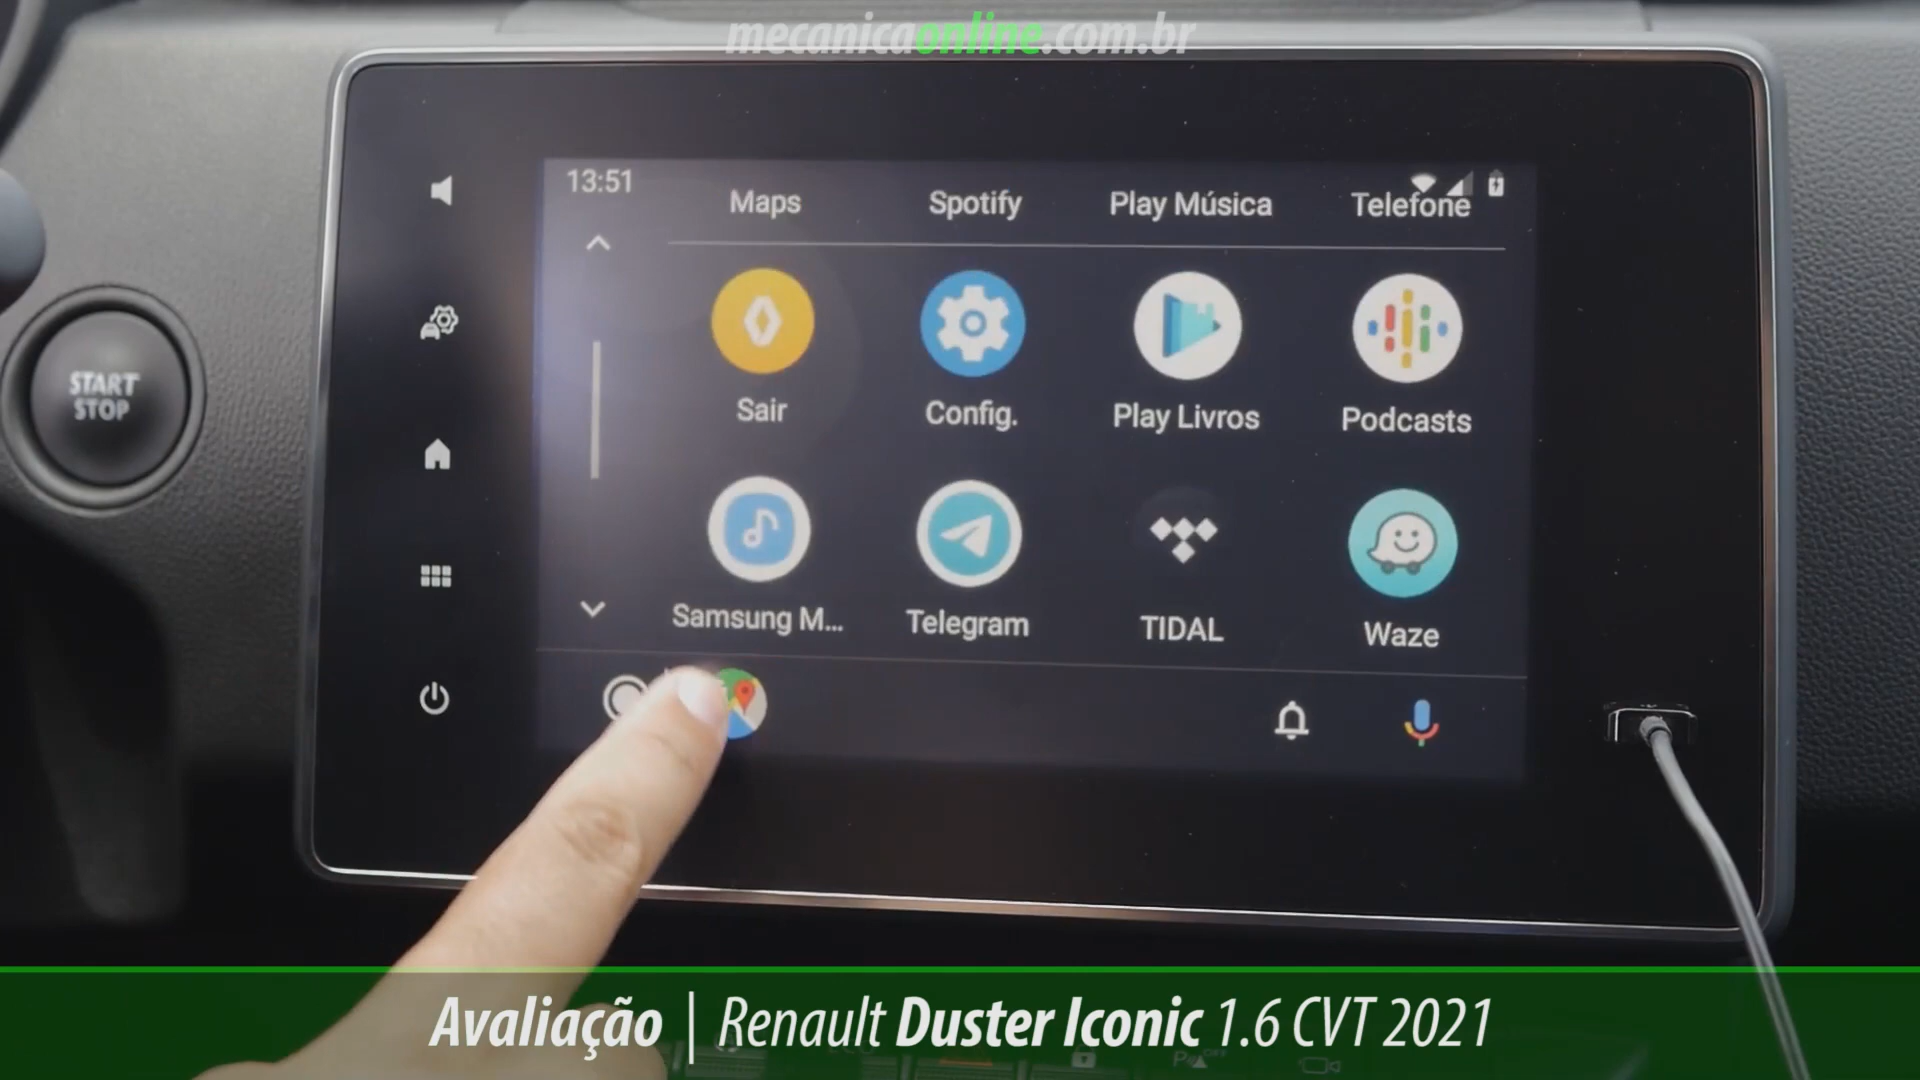 mecanicaonline.com.br
13:51
Maps Spotify Play Música Telefone
Sair Config. Play Livros Podcasts
START
STOP
Samsung M... Telegram TIDAL Waze
Avaliação | Renault Duster Iconic 1.6 CVT 2021